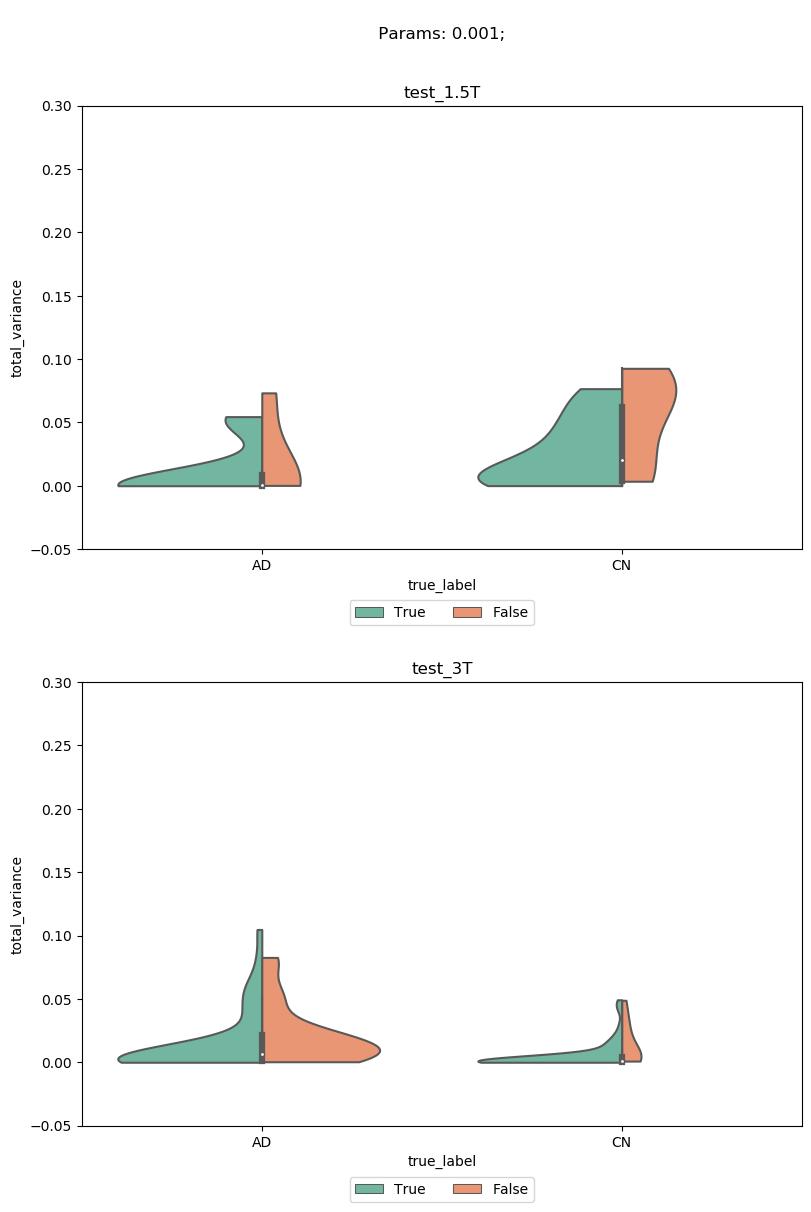 Params: 0.001;
test_1.5T
0.30
0.25
0.20
0.15
0.10
0.05
0.00
−0.05
total_variance
AD CN
true_label
True False
test_3T
0.30
0.25
0.20
0.15
0.10
0.05
0.00
−0.05
total_variance
AD CN
true_label
True False